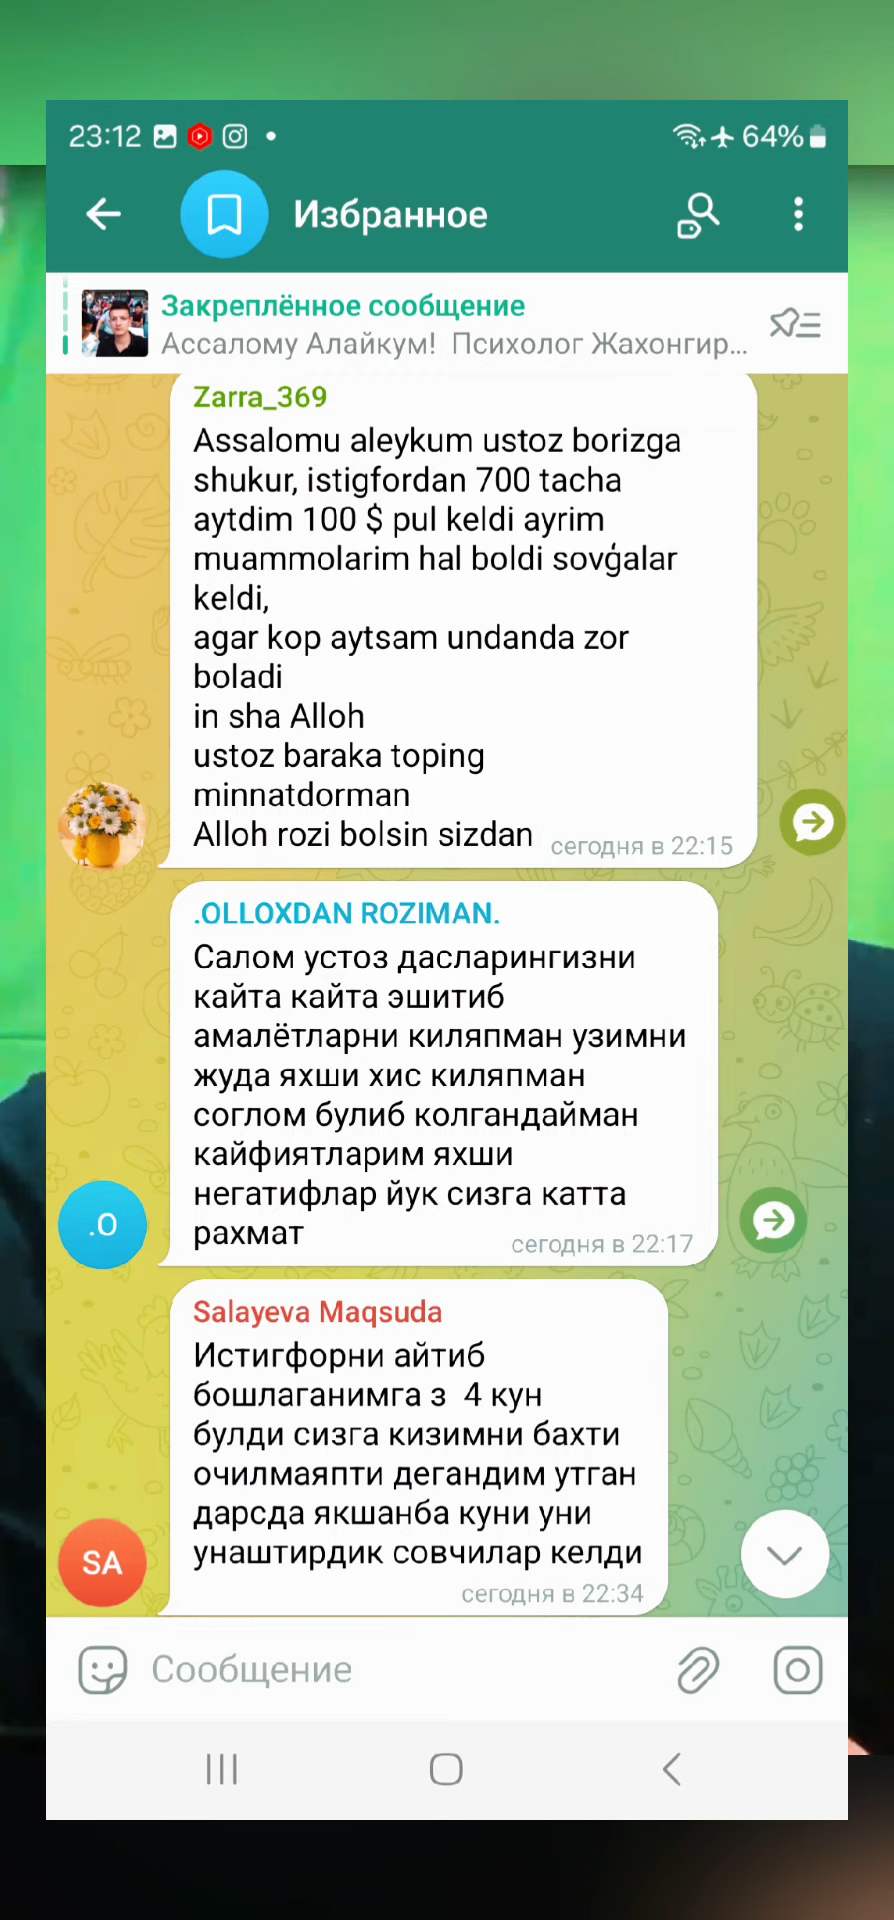 23:12
64%
Избранное
Закреплённое сообщение
Ассалому Алайкум! Психолог Жахонгир...
Zarra_369
Assalomu aleykum ustoz borizga
shukur, istigfordan 700 tacha
aytdim 100 $ pul keldi ayrim
muammolarim hal boldi sovģalar
keldi,
agar kop aytsam undanda zor
boladi
in sha Alloh
ustoz baraka toping
minnatdorman
Alloh rozi bolsin sizdan
сегодня в 22:15
.OLLOXDAN ROZIMAN.
Салом устоз дасларингизни
кайта кайта эшитиб
амалётларни киляпман узимни
жуда яхши хис киляпман
соглом булиб колгандайман
кайфиятларим яхши
негатифлар йук сизга катта
рахмат
сегодня в 22:17
.O
Salayeva Maqsuda
Истигфорни айтиб
бошлаганимга з  4 кун
булди сизга кизимни бахти
очилмаяпти дегандим утган
дарсда якшанба куни уни
унаштирдик совчилар келди
сегодня в 22:34
SA
Сообщение